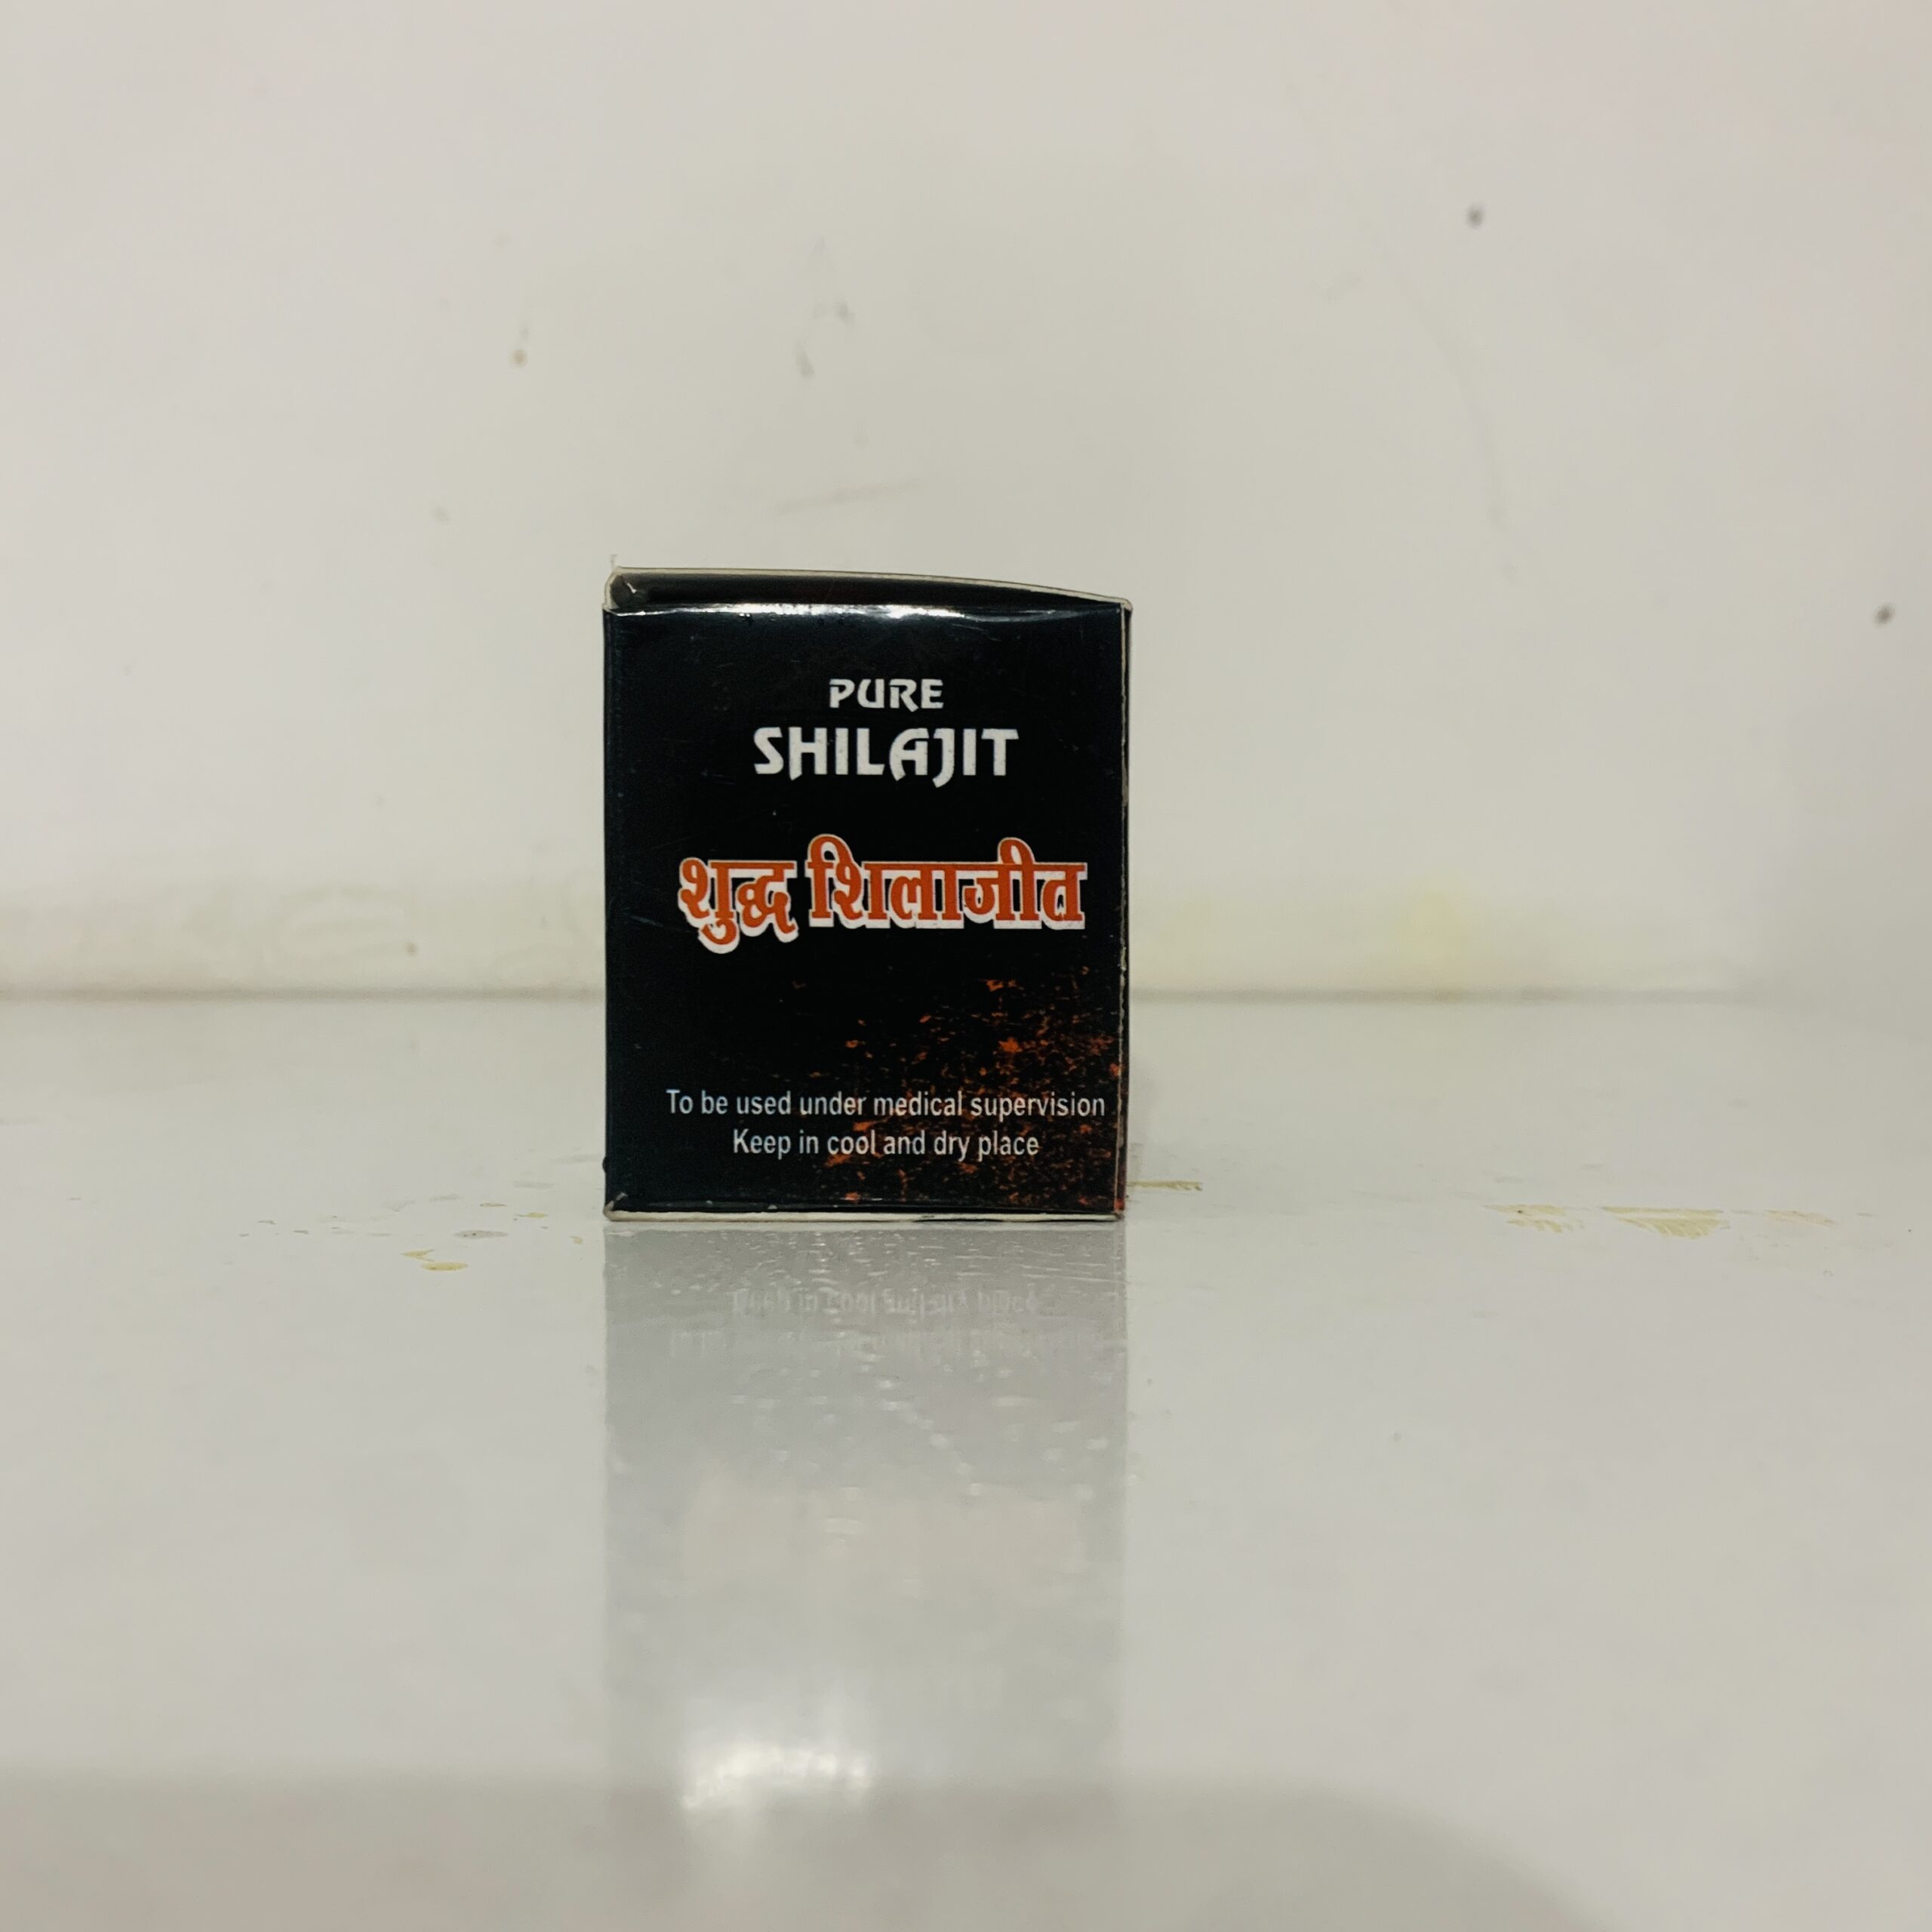 PURE
SHILAJIT
शुद्ध शिलाजीत
To be used under medical supervision
Keep in cool and dry place